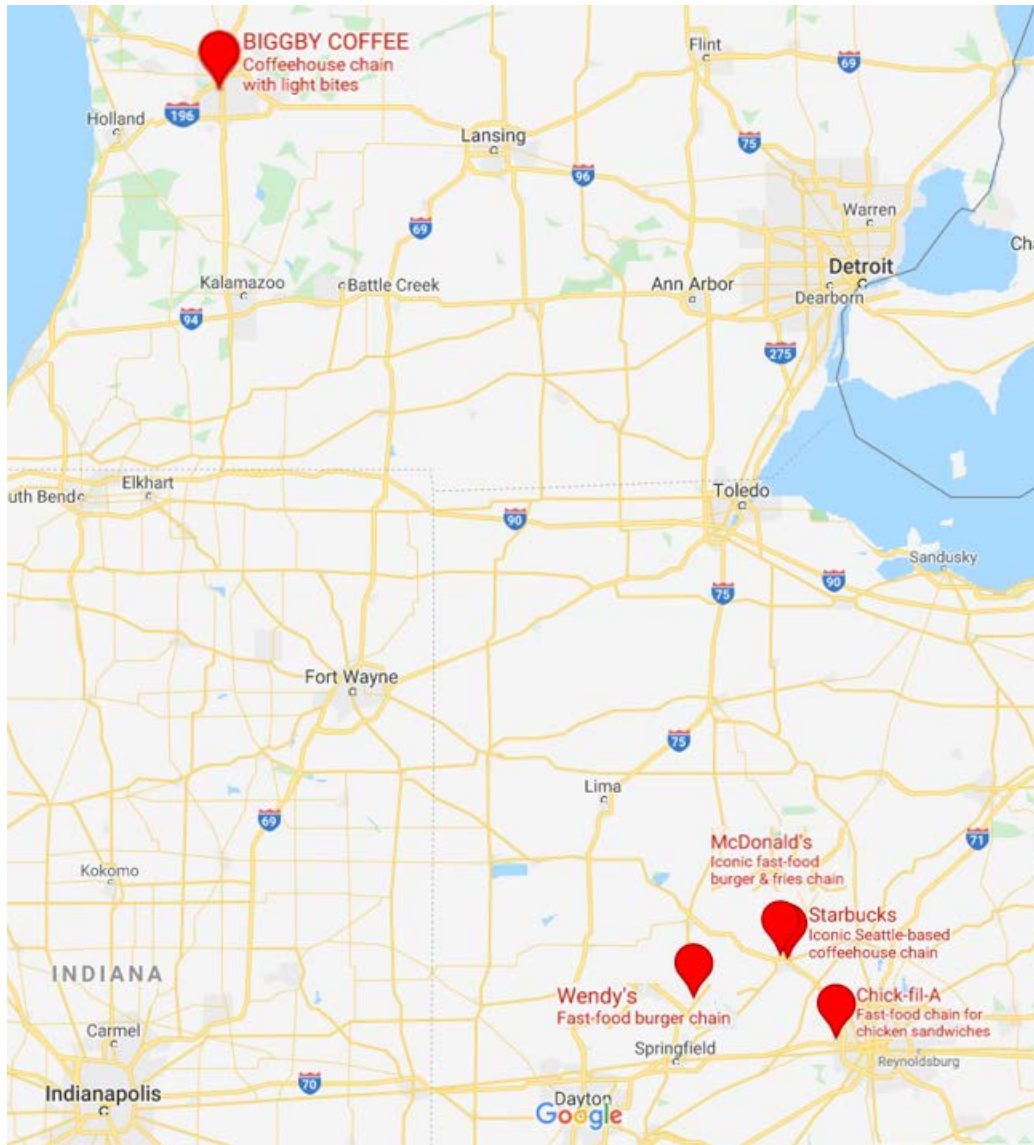 BIGGBY COFFEE
Coffeehouse chain
with light bites
Flint
69
Holland
196
Lansing
75
96
Warren
69
Cha
Kalamazoo
Battle Creek
Ann Arbor
Detroit
Dearborn
94
275
outh Bend
Elkhart
Toledo
90
Sandusky
75
90
Fort Wayne
75
Lima
69
McDonald's
Iconic fast-food
burger & fries chain
71
Kokomo
Starbucks
Iconic Seattle-based
coffeehouse chain
INDIANA
Wendy's
Fast-food burger chain
Chick-fil-A
Fast-food chain for
chicken sandwiches
Carmel
Springfield
Reynoldsburg
Indianapolis
70
Dayton
Google